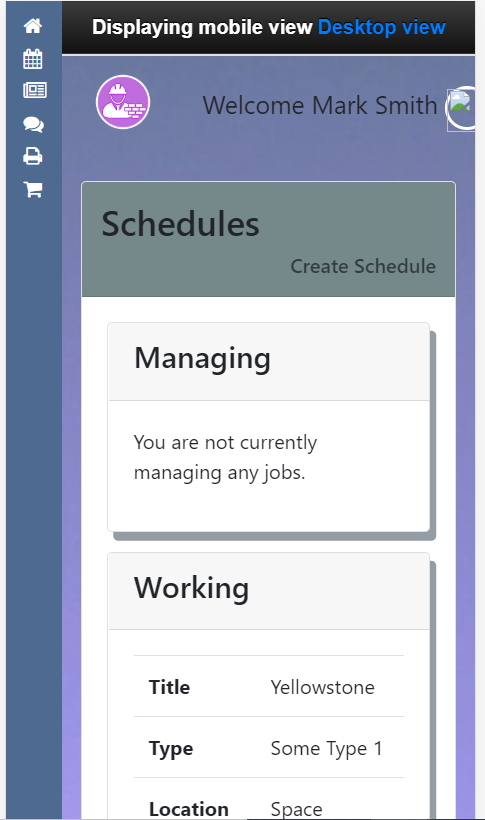 Displaying mobile view Desktop view
Welcome Mark Smith
Schedules
Create Schedule
Managing
You are not currently
managing any jobs.
Working
Title Yellowstone
Type Some Type 1
Location Space